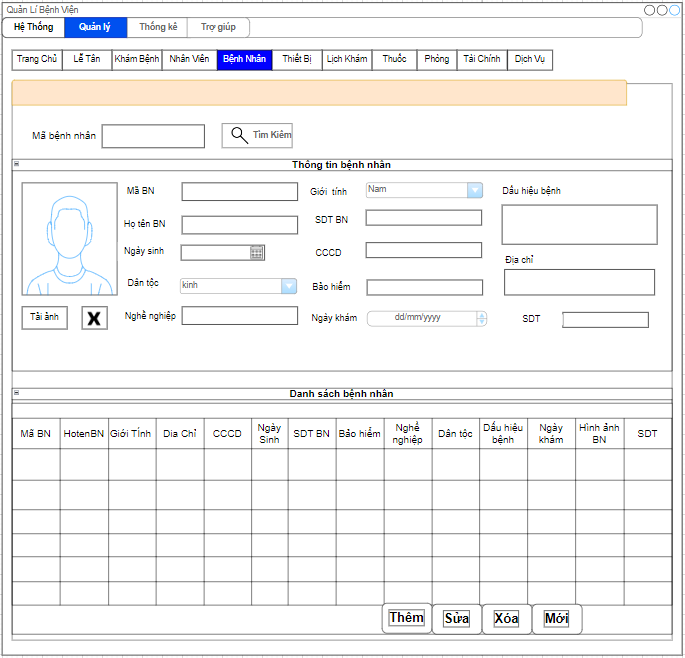 Quản Lí Bệnh Viện
Hệ Thống Quản lý Thống kê Trợ giúp
Trang Chủ Lễ Tân Khám Bệnh Nhân Viên Bệnh Nhân Thiết Bị Lịch Khám Thuốc Phòng Tài Chính Dịch Vụ
Mã bệnh nhân Tìm Kiếm
Thông tin bệnh nhân
Mã BN Giới tính Nam Dấu hiệu bệnh
Họ tên BN SDT BN
Ngày sinh CCCD Địa chỉ
Dân tộc kinh Bảo hiểm
Tải ảnh X Nghề nghiệp Ngày khám dd/mm/yyyy SDT
Danh sách bệnh nhân
Mã BN HotenBN Giới Tính Dia Chỉ CCCD Ngày Sinh SDT BN Bảo hiểm Nghề nghiệp Dân tộc Dấu hiệu bệnh Ngày khám Hình ảnh BN SDT
Thêm Sửa Xóa Mới